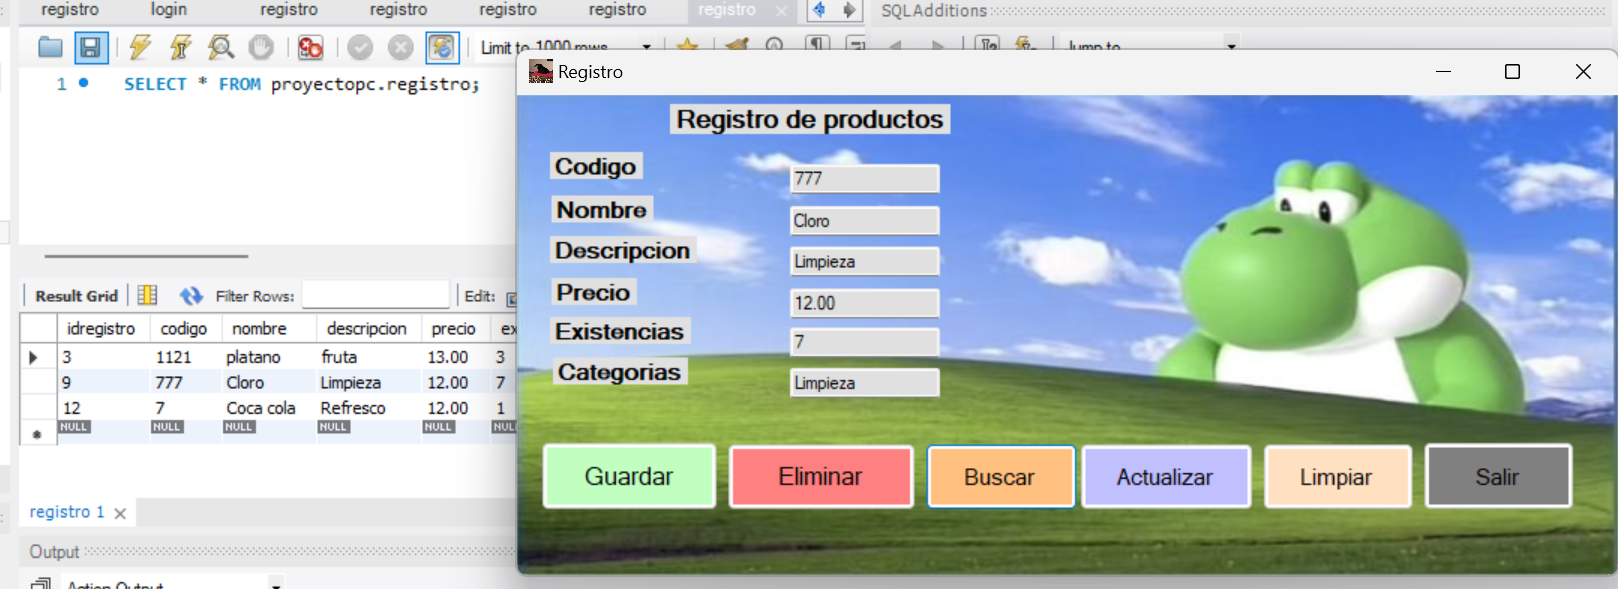 registro login registro registro registro registro registro
SQLAdditions
Limit to 1000 rows
Jump to
1 SELECT * FROM proyectopc.registro;
Result Grid Filter Rows: Edit:
idregistro codigo nombre descripcion precio ex
3 1121 platano fruta 13.00 3
9 777 Cloro Limpieza 12.00 7
12 7 Coca cola Refresco 12.00 1
NULL NULL NULL NULL NULL NUL
registro 1
Output
Action Output
Registro
Registro de productos
Codigo 777
Nombre Cloro
Descripcion Limpieza
Precio 12.00
Existencias 7
Categorias Limpieza
Guardar Eliminar Buscar Actualizar Limpiar Salir